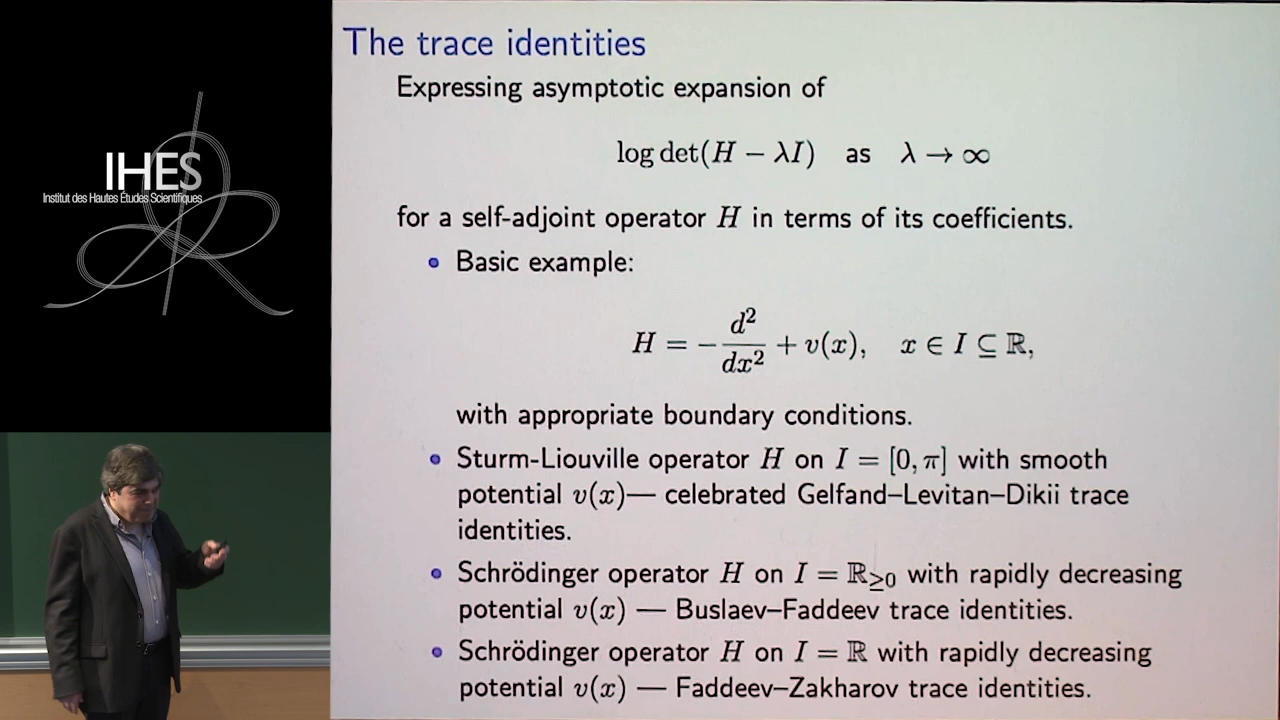 IHES
Institut des Hautes Études Scientifiques
The trace identities
Expressing asymptotic expansion of
log det(H − λI) as λ → ∞
for a self-adjoint operator H in terms of its coefficients.
• Basic example:
H = −d²/dx² + v(x), x ∈ I ⊆ ℝ,
with appropriate boundary conditions.
• Sturm-Liouville operator H on I = [0, π] with smooth
potential v(x)— celebrated Gelfand–Levitan–Dikii trace
identities.
• Schrödinger operator H on I = ℝ≥0 with rapidly decreasing
potential v(x) — Buslaev–Faddeev trace identities.
• Schrödinger operator H on I = ℝ with rapidly decreasing
potential v(x) — Faddeev–Zakharov trace identities.